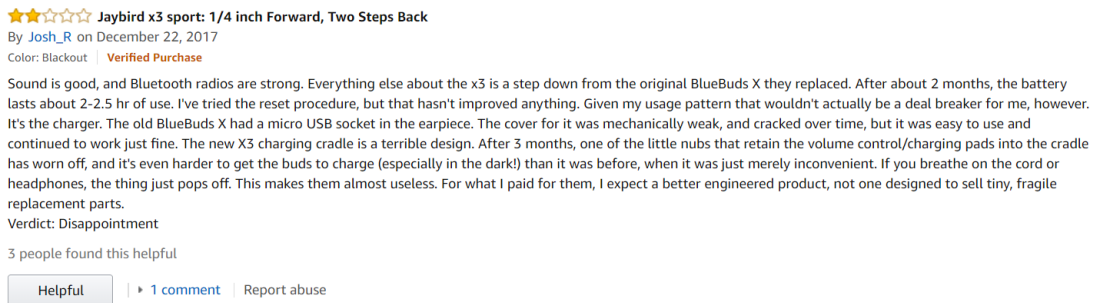 Jaybird x3 sport: 1/4 inch Forward, Two Steps Back
By Josh_R on December 22, 2017
Color: Blackout | Verified Purchase
Sound is good, and Bluetooth radios are strong. Everything else about the x3 is a step down from the original BlueBuds X they replaced. After about 2 months, the battery
lasts about 2-2.5 hr of use. I've tried the reset procedure, but that hasn't improved anything. Given my usage pattern that wouldn't actually be a deal breaker for me, however.
It's the charger. The old BlueBuds X had a micro USB socket in the earpiece. The cover for it was mechanically weak, and cracked over time, but it was easy to use and
continued to work just fine. The new X3 charging cradle is a terrible design. After 3 months, one of the little nubs that retain the volume control/charging pads into the cradle
has worn off, and it's even harder to get the buds to charge (especially in the dark!) than it was before, when it was just merely inconvenient. If you breathe on the cord or
headphones, the thing just pops off. This makes them almost useless. For what I paid for them, I expect a better engineered product, not one designed to sell tiny, fragile
replacement parts.
Verdict: Disappointment
3 people found this helpful
Helpful | 1 comment | Report abuse